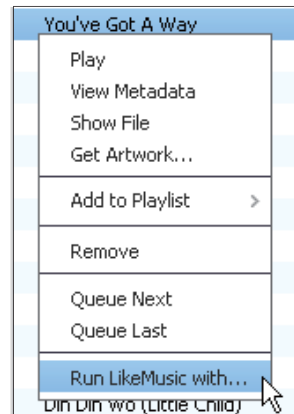 You've Got A Way
Play
View Metadata
Show File
Get Artwork...
Add to Playlist
Remove
Queue Next
Queue Last
Run LikeMusic with...
Din Din Wo (Little Child)